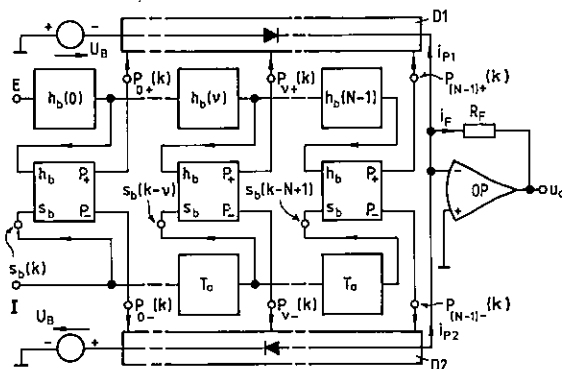 + - D1
U_B
P_0+(k) P_ν+(k) i_P1 P_(N-1)+(k)
E h_b(0) h_b(ν) h_b(N-1) i_F R_F
h_b P_+ s_b(k-ν) h_b P_+ s_b(k-N+1) h_b P_+ -
s_b P_- s_b P_- s_b P_- + OP u_o
s_b(k)
I T_a T_a
U_B P_0-(k) P_ν-(k) P_(N-1)-(k)
- + i_P2
D2